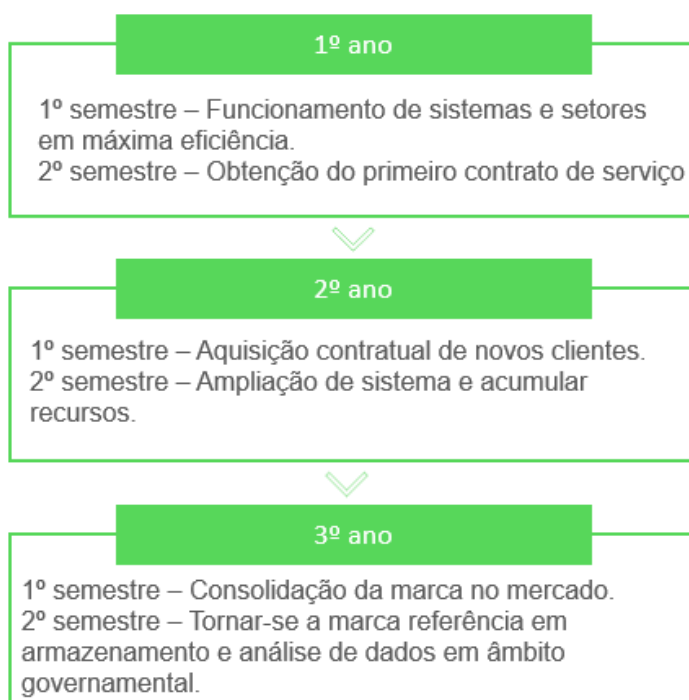 1º ano
1º semestre – Funcionamento de sistemas e setores
em máxima eficiência.
2º semestre – Obtenção do primeiro contrato de serviço
2º ano
1º semestre – Aquisição contratual de novos clientes.
2º semestre – Ampliação de sistema e acumular
recursos.
3º ano
1º semestre – Consolidação da marca no mercado.
2º semestre – Tornar-se a marca referência em
armazenamento e análise de dados em âmbito
governamental.